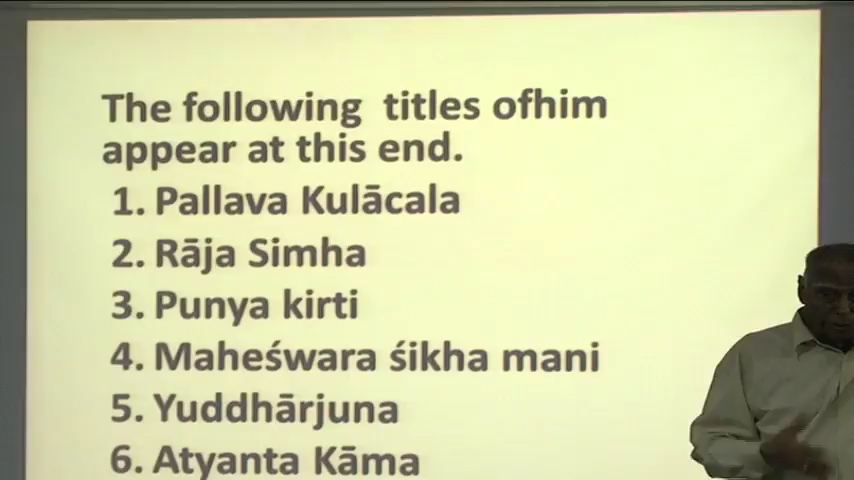 The following titles ofhim
appear at this end.
1. Pallava Kulācala
2. Rāja Simha
3. Punya kirti
4. Maheśwara śikha mani
5. Yuddhārjuna
6. Atyanta Kāma